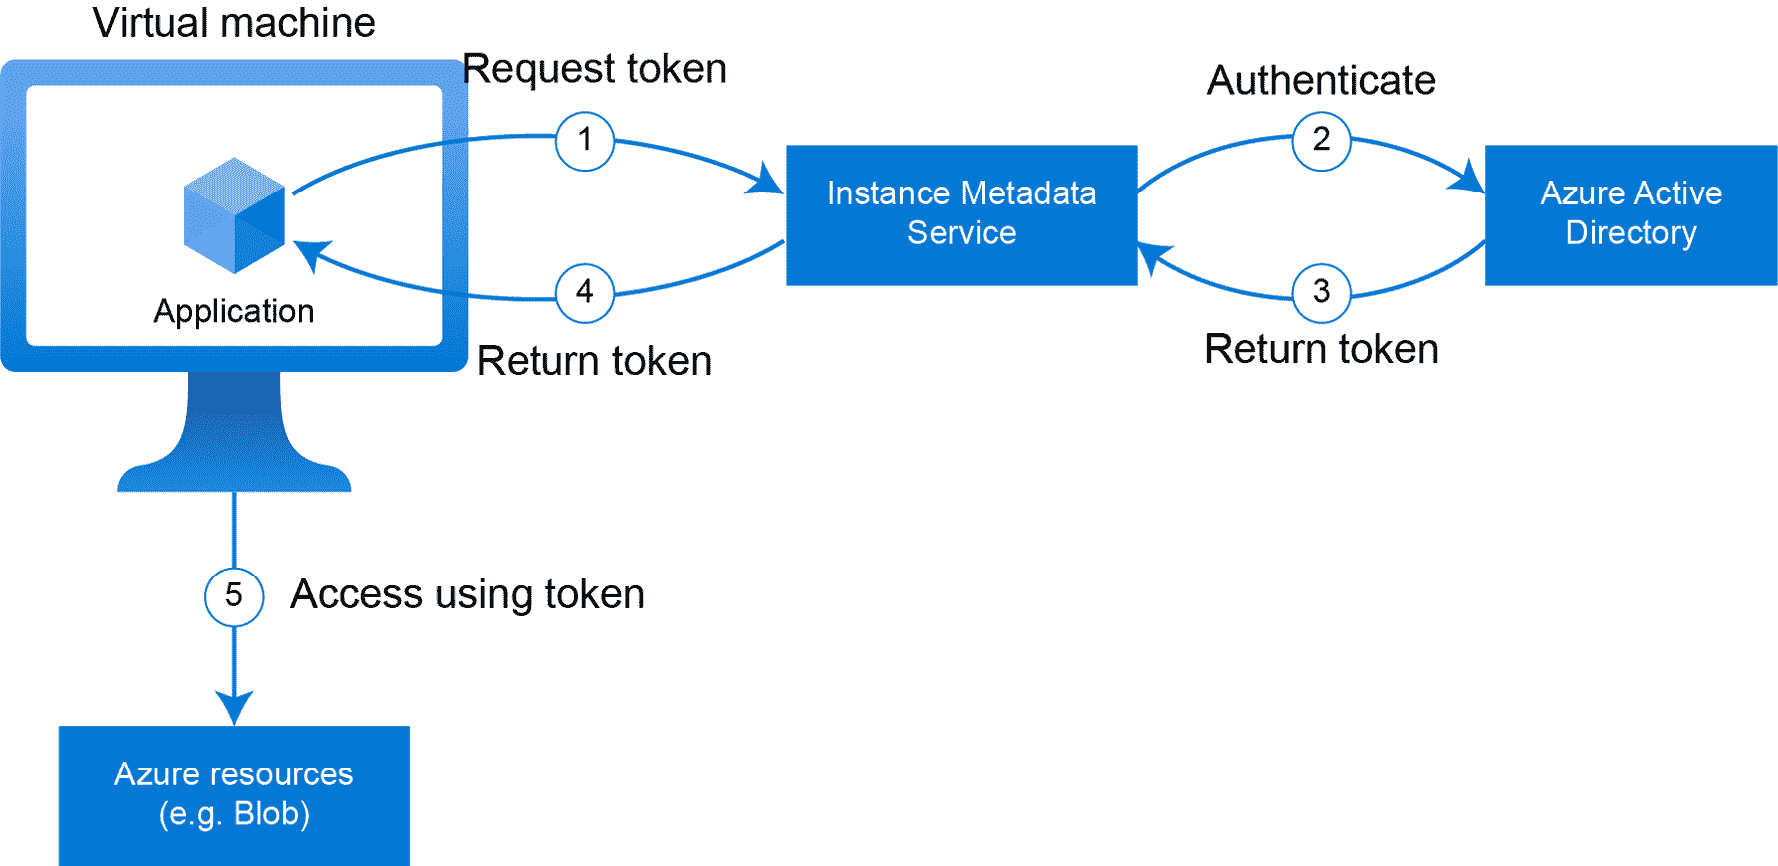 Virtual machine
Request token
Authenticate
1
2
Instance Metadata
Service
Azure Active
Directory
Application
4
3
Return token
Return token
5
Access using token
Azure resources
(e.g. Blob)